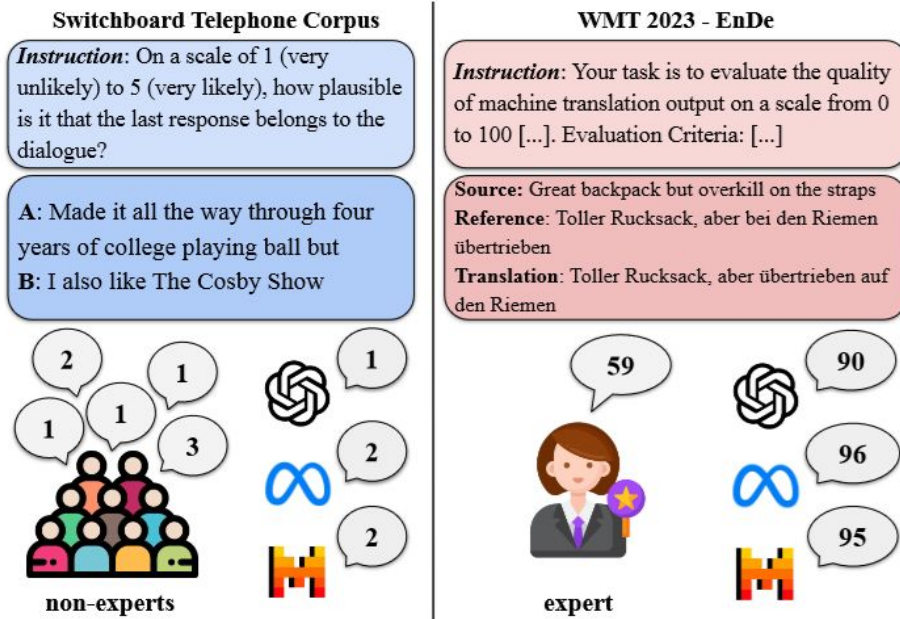 Switchboard Telephone Corpus
Instruction: On a scale of 1 (very
unlikely) to 5 (very likely), how plausible
is it that the last response belongs to the
dialogue?
A: Made it all the way through four
years of college playing ball but
B: I also like The Cosby Show
2
1
1
1
3
1
2
2
non-experts
WMT 2023 - EnDe
Instruction: Your task is to evaluate the quality
of machine translation output on a scale from 0
to 100 [...]. Evaluation Criteria: [...]
Source: Great backpack but overkill on the straps
Reference: Toller Rucksack, aber bei den Riemen
übertrieben
Translation: Toller Rucksack, aber übertrieben auf
den Riemen
59
90
96
95
expert